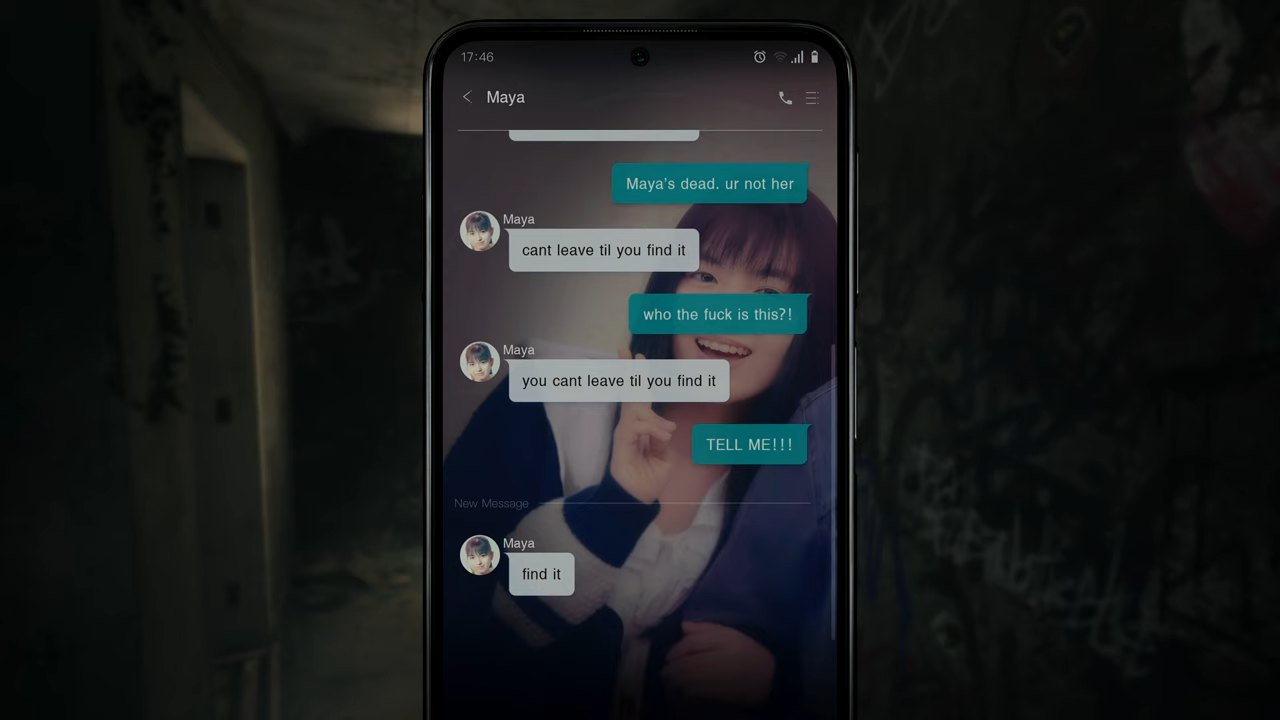 17:46
Maya
Maya's dead. ur not her
Maya
cant leave til you find it
who the fuck is this?!
Maya
you cant leave til you find it
TELL ME!!!
New Message
Maya
find it